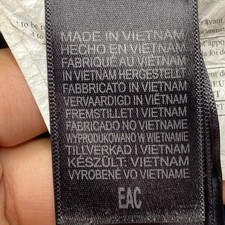 MADE IN VIETNAM
HECHO EN VIETNAM
FABRIQUÉ AU VIÊTNAM
IN VIETNAM HERGESTELLT
FABBRICATO IN VIETNAM
VERVAARDIGD IN VIETNAM
FREMSTILLET I VIETNAM
FABRICADO NO VIETNAME
WYPRODUKOWANO W WIETNAMIE
TILLVERKAD I VIETNAM
KÉSZÜLT: VIETNAM
VYROBENÉ VO VIETNAME
EAC